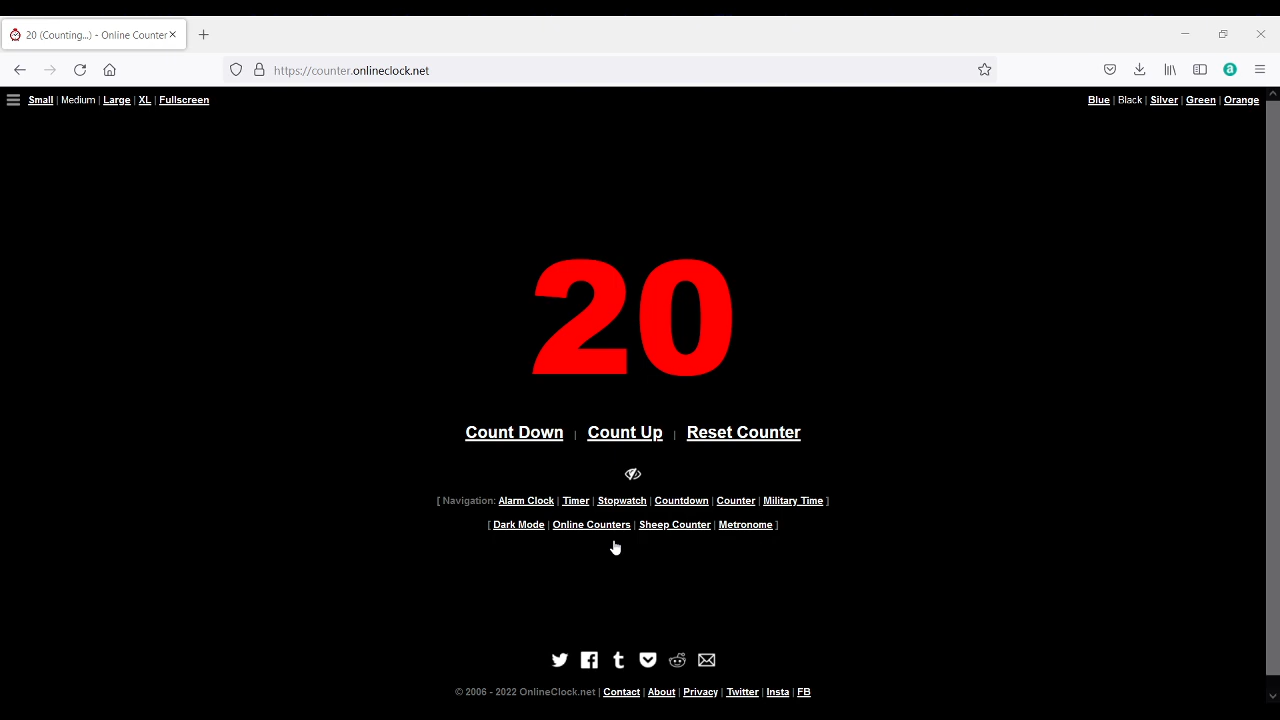 20 (Counting...) - Online Counter
https://counter.onlineclock.net
Small | Medium | Large | XL | Fullscreen
Blue | Black | Silver | Green | Orange
20
Count Down | Count Up | Reset Counter
[ Navigation: Alarm Clock | Timer | Stopwatch | Countdown | Counter | Military Time ]
[ Dark Mode | Online Counters | Sheep Counter | Metronome ]
© 2006 - 2022 OnlineClock.net | Contact | About | Privacy | Twitter | Insta | FB